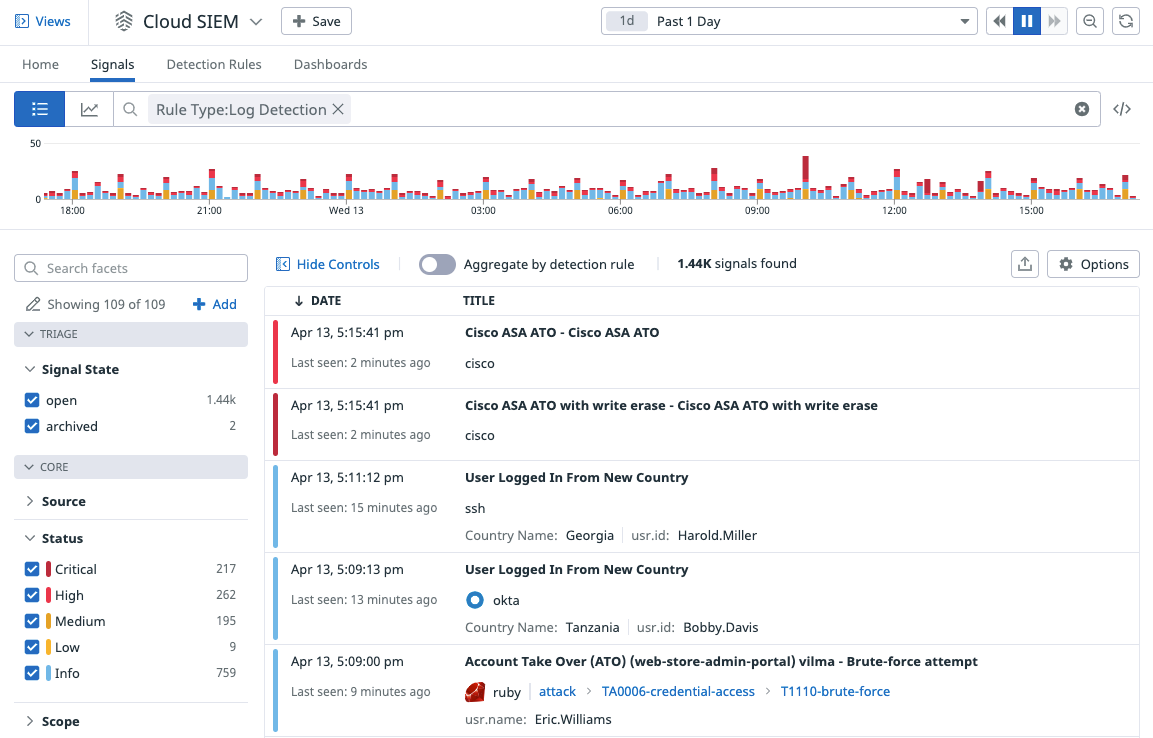 Views
Cloud SIEM
+ Save
1d Past 1 Day
Home Signals Detection Rules Dashboards
Rule Type:Log Detection
50
0
18:00 21:00 Wed 13 03:00 06:00 09:00 12:00 15:00
Search facets
Showing 109 of 109
+ Add
TRIAGE
Signal State
open 1.44k
archived 2
CORE
Source
Status
Critical 217
High 262
Medium 195
Low 9
Info 759
Scope
Hide Controls
Aggregate by detection rule
1.44K signals found
Options
DATE TITLE
Apr 13, 5:15:41 pm Cisco ASA ATO - Cisco ASA ATO
Last seen: 2 minutes ago cisco
Apr 13, 5:15:41 pm Cisco ASA ATO with write erase - Cisco ASA ATO with write erase
Last seen: 2 minutes ago cisco
Apr 13, 5:11:12 pm User Logged In From New Country
Last seen: 15 minutes ago ssh
Country Name: Georgia usr.id: Harold.Miller
Apr 13, 5:09:13 pm User Logged In From New Country
Last seen: 13 minutes ago okta
Country Name: Tanzania usr.id: Bobby.Davis
Apr 13, 5:09:00 pm Account Take Over (ATO) (web-store-admin-portal) vilma - Brute-force attempt
Last seen: 9 minutes ago ruby attack > TA0006-credential-access > T1110-brute-force
usr.name: Eric.Williams